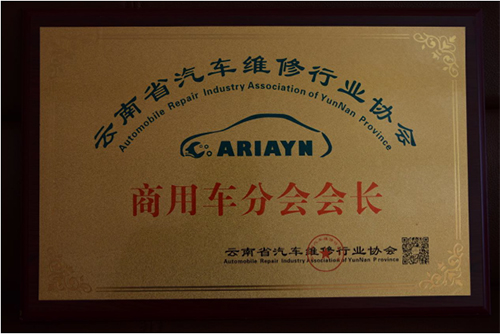 云南省汽车维修行业协会
Automobile Repair Industry Association of YunNan Province
ARIAYN
商用车分会会长
云南省汽车维修行业协会
Automobile Repair Industry Association of YunNan Province